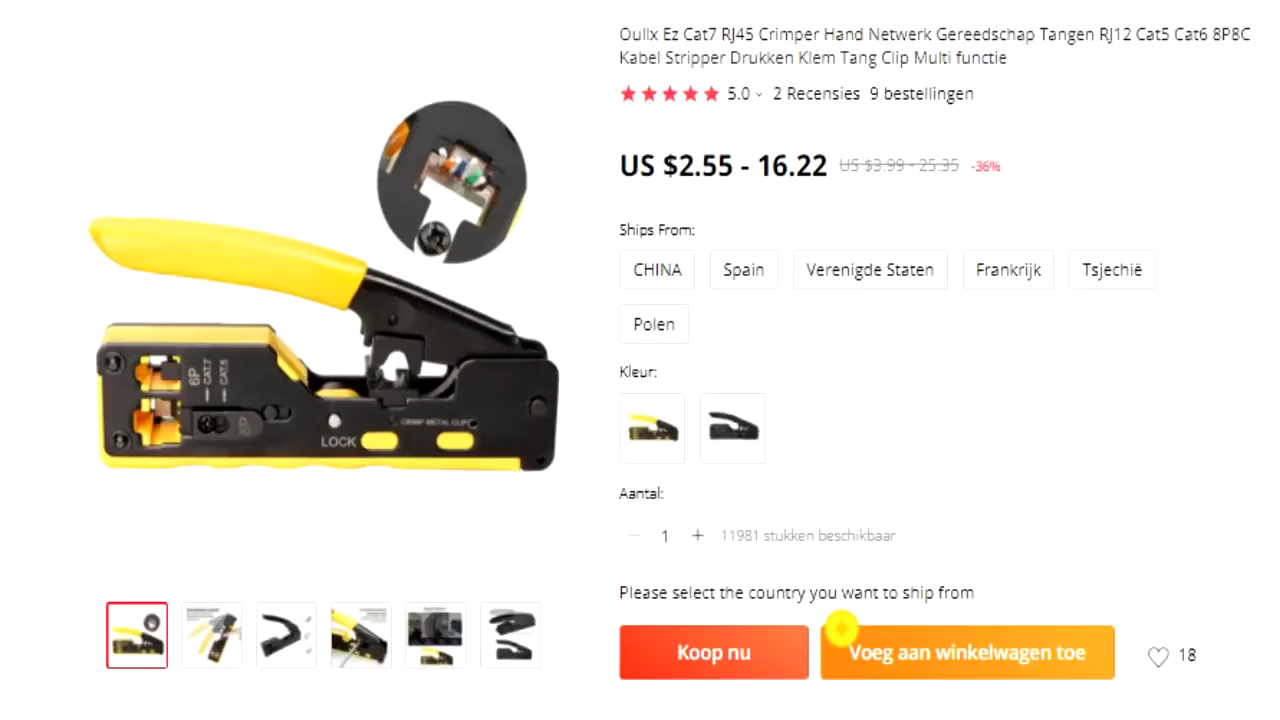 Oullx Ez Cat7 RJ45 Crimper Hand Netwerk Gereedschap Tangen RJ12 Cat5 Cat6 8P8C
Kabel Stripper Drukken Klem Tang Clip Multi functie
5.0 2 Recensies 9 bestellingen
US $2.55 - 16.22 US $3.99 - 25.35 -36%
Ships From:
CHINA Spain Verenigde Staten Frankrijk Tsjechië
Polen
Kleur:
6P
CAT.7
8P
CRIMP METAL CLIP
LOCK
Aantal:
1 11981 stukken beschikbaar
Please select the country you want to ship from
Koop nu Voeg aan winkelwagen toe 18